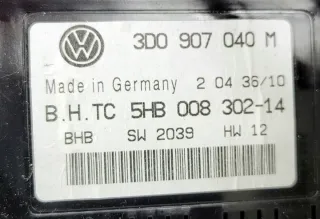 3D0 907 040 M
Made in Germany 2 04 36/10
B.H.TC 5HB 008 302-14
BHB SW 2039 HW 12